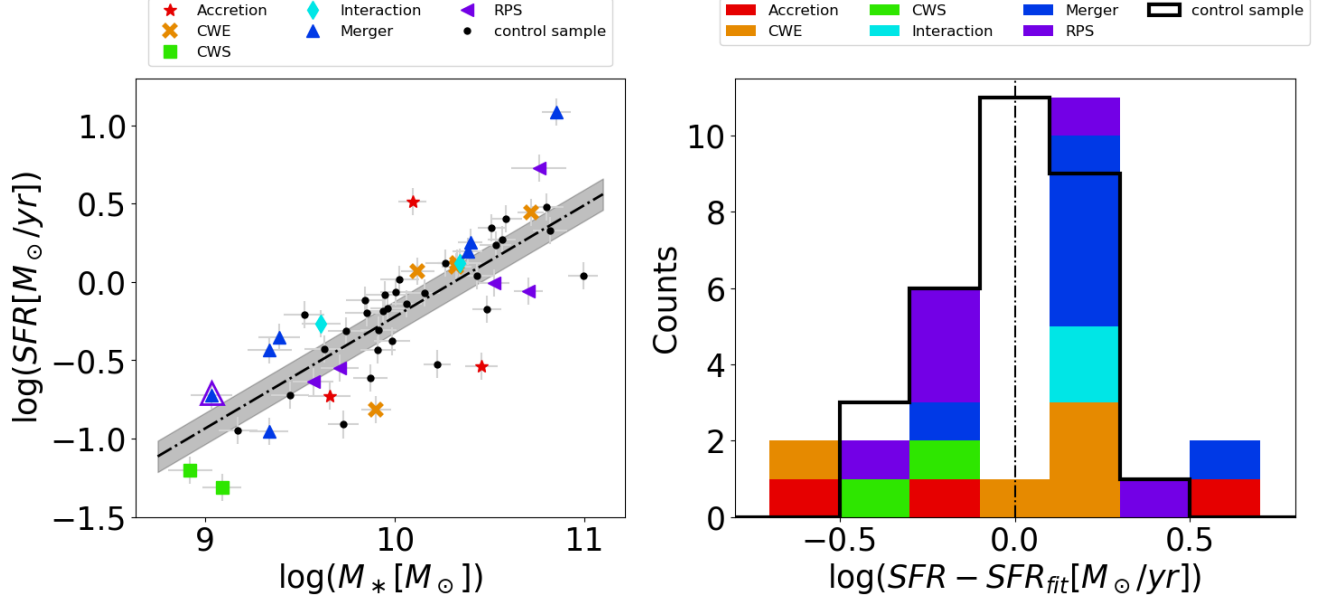 Accretion Interaction RPS
CWE Merger control sample
CWS
log(SFR[M⊙/yr])
1.0
0.5
0.0
−0.5
−1.0
−1.5
9 10 11
log(M∗[M⊙])
Accretion CWS Merger control sample
CWE Interaction RPS
Counts
10
8
6
4
2
0
−0.5 0.0 0.5
log(SFR − SFRfit[M⊙/yr])